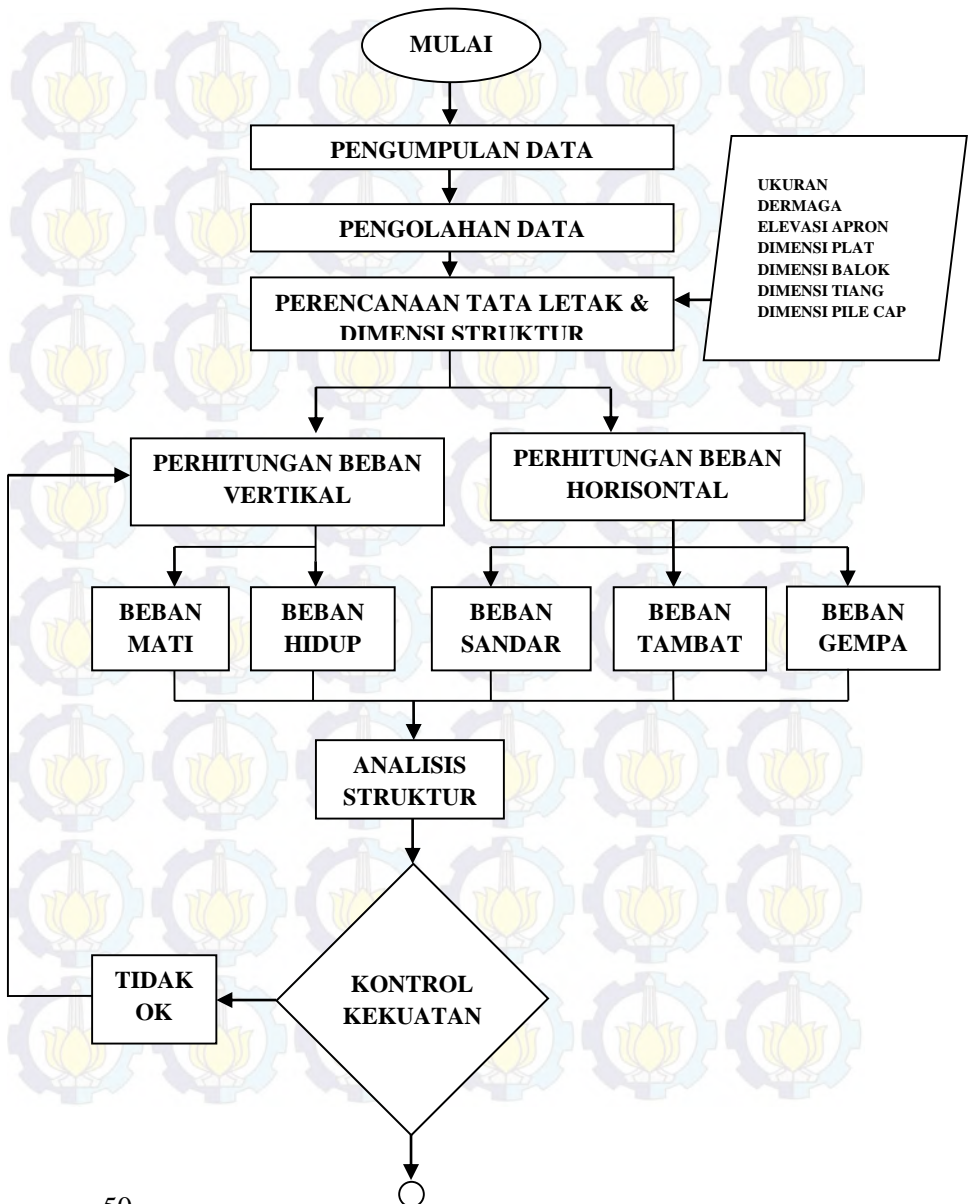 MULAI
PENGUMPULAN DATA
PENGOLAHAN DATA
PERENCANAAN TATA LETAK &
DIMENSI STRUKTUR
UKURAN
DERMAGA
ELEVASI APRON
DIMENSI PLAT
DIMENSI BALOK
DIMENSI TIANG
DIMENSI PILE CAP
PERHITUNGAN BEBAN
VERTIKAL
PERHITUNGAN BEBAN
HORISONTAL
BEBAN
MATI
BEBAN
HIDUP
BEBAN
SANDAR
BEBAN
TAMBAT
BEBAN
GEMPA
ANALISIS
STRUKTUR
KONTROL
KEKUATAN
TIDAK
OK